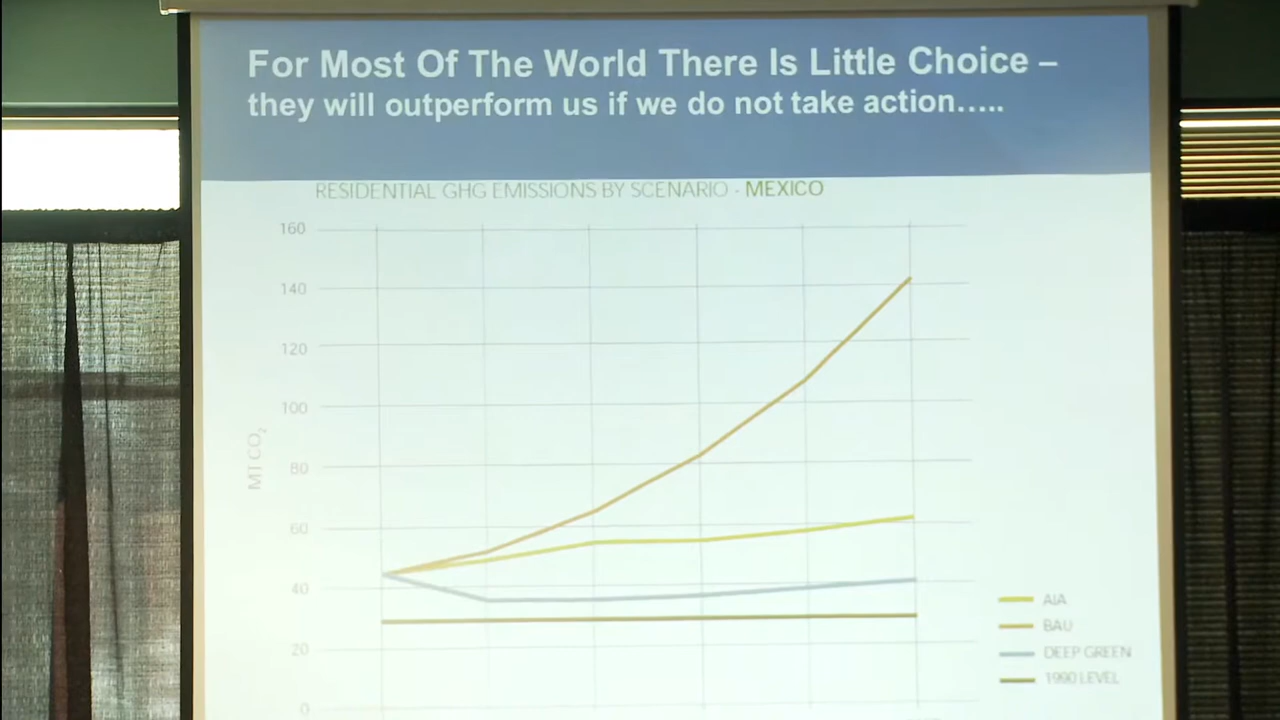 For Most Of The World There Is Little Choice –
they will outperform us if we do not take action.....
RESIDENTIAL GHG EMISSIONS BY SCENARIO - MEXICO
160
140
120
100
80
60
40
20
0
MT CO₂
AIA
BAU
DEEP GREEN
1990 LEVEL